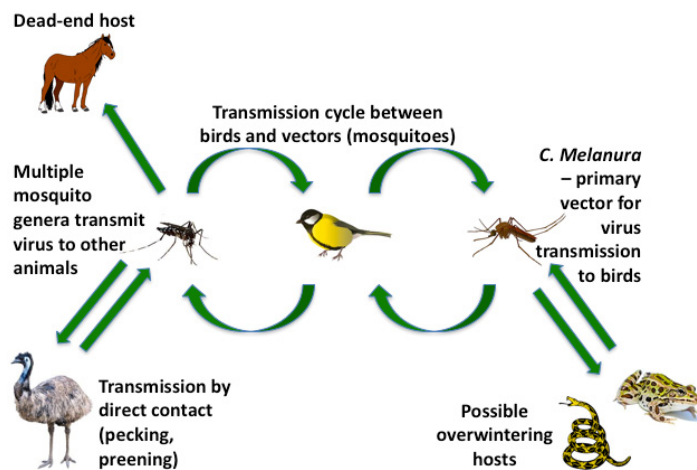 Dead-end host
Transmission cycle between
birds and vectors (mosquitoes)
Multiple
mosquito
genera transmit
virus to other
animals
C. Melanura
– primary
vector for
virus
transmission
to birds
Transmission by
direct contact
(pecking,
preening)
Possible
overwintering
hosts